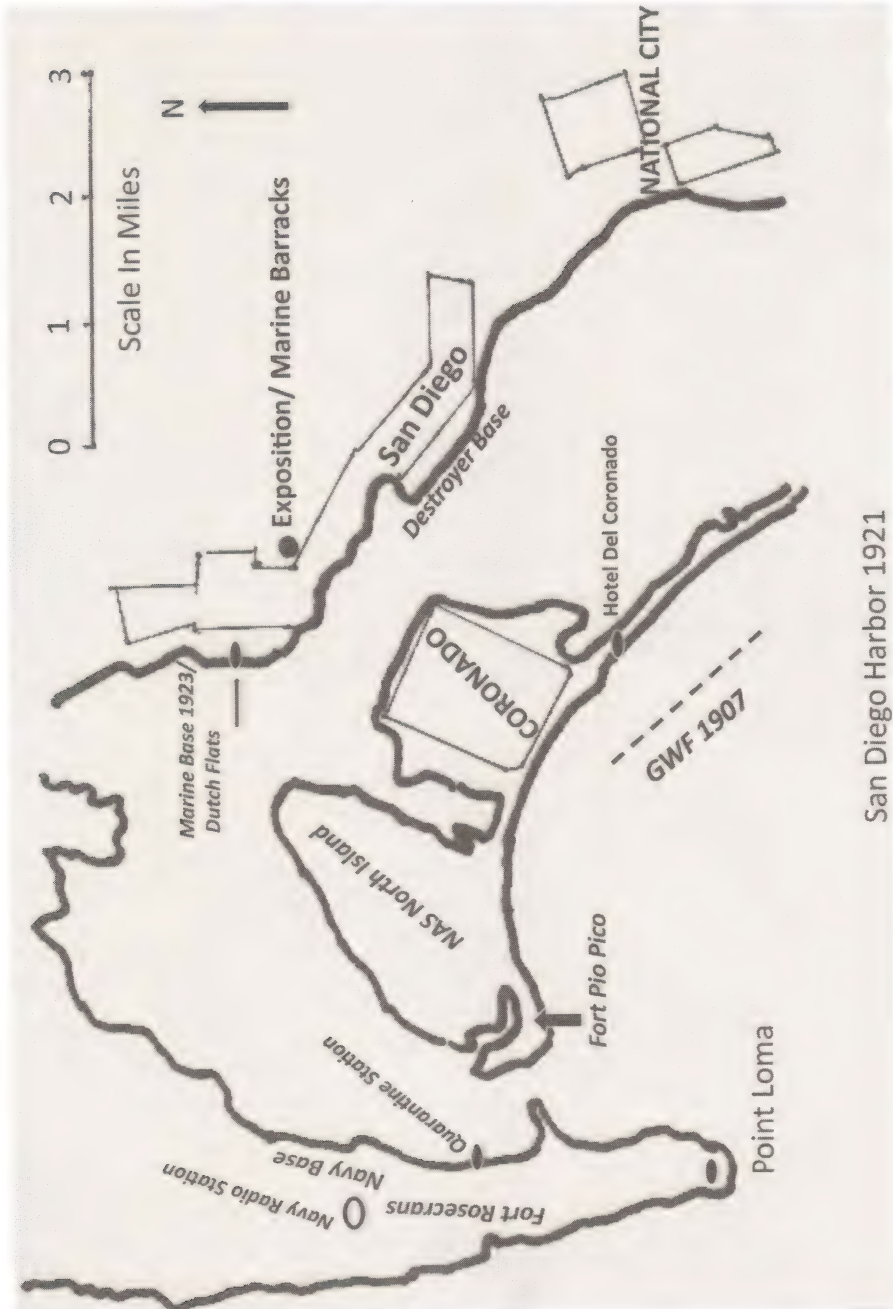 0 1 2 3
Scale In Miles
N
Exposition/ Marine Barracks
Marine Base 1923/
Dutch Flats
San Diego
Destroyer Base
NATIONAL CITY
CORONADO
NAS North Island
Hotel Del Coronado
Quarantine Station
Navy Base
Navy Radio Station
Fort Rosecrans
Fort Pio Pico
GWF 1907
Point Loma
San Diego Harbor 1921